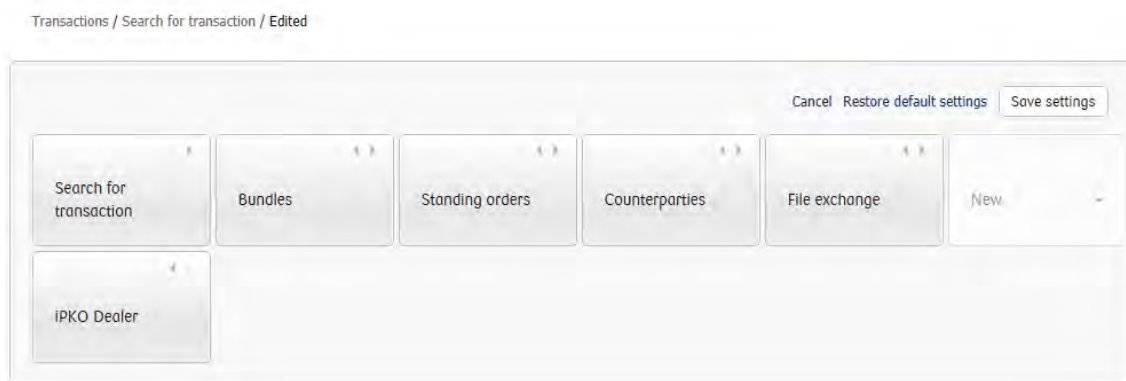 Transactions / Search for transaction / Edited
Cancel Restore default settings Save settings
Search for
transaction
Bundles
Standing orders
Counterparties
File exchange
New
iPKO Dealer